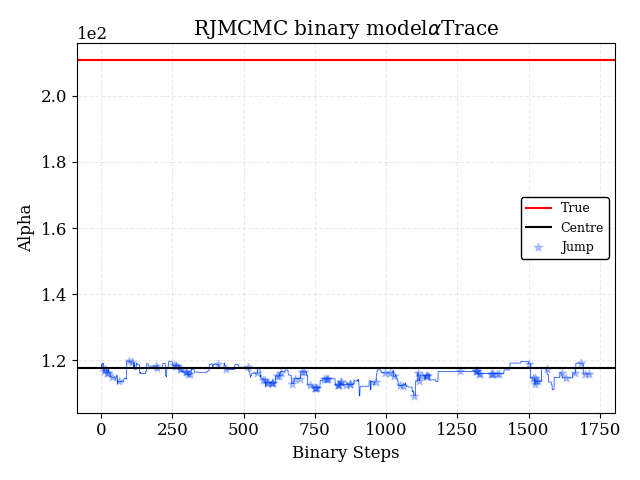 RJMCMC binary modelαTrace
1e2
2.0
1.8
1.6
1.4
1.2
Alpha
True
Centre
Jump
0 250 500 750 1000 1250 1500 1750
Binary Steps